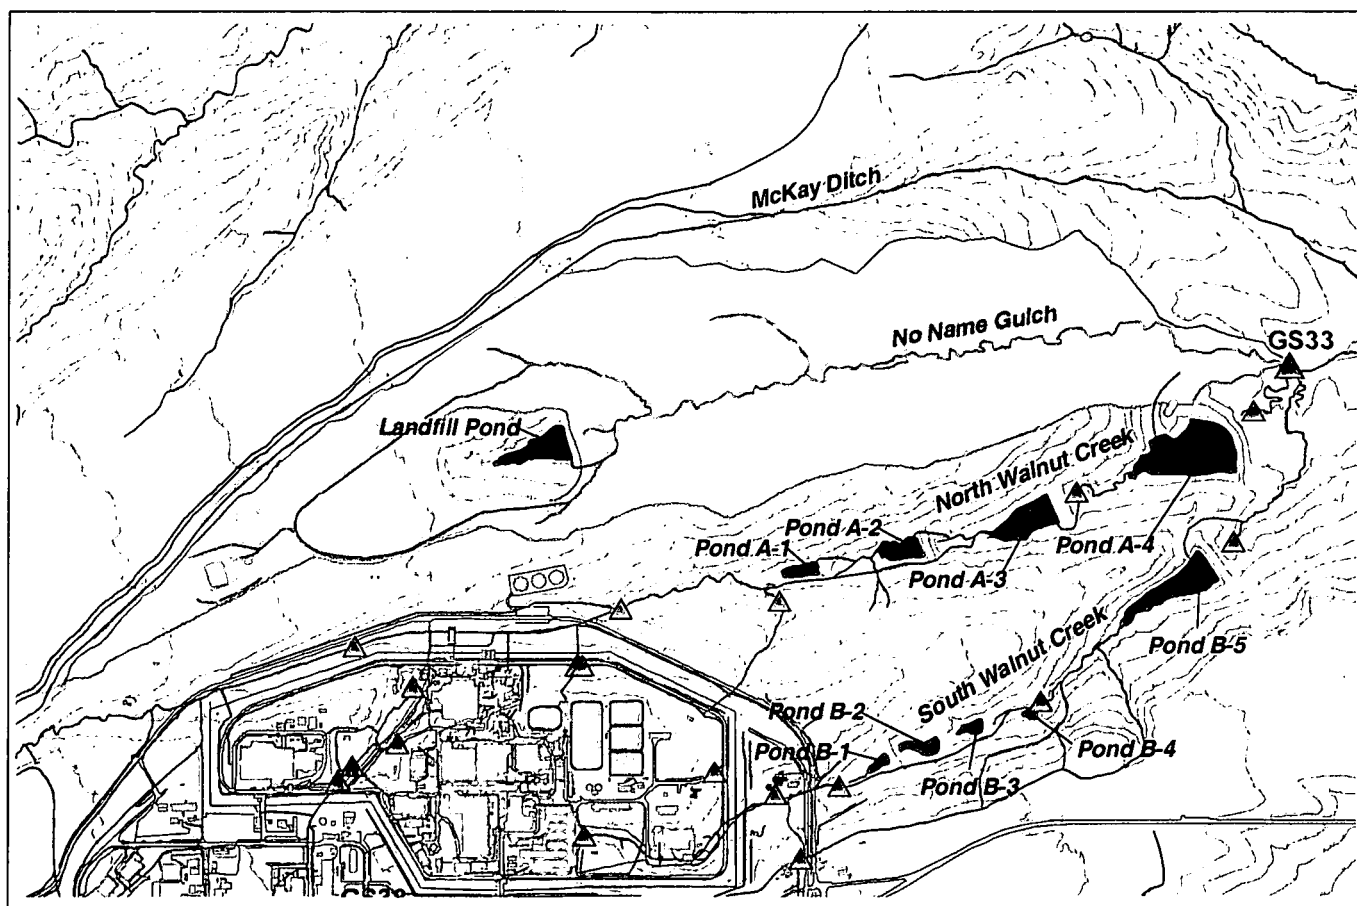 McKay Ditch
No Name Gulch
GS33
Landfill Pond
North Walnut Creek
Pond A-2
Pond A-1
Pond A-4
Pond A-3
South Walnut Creek
Pond B-5
Pond B-2
Pond B-1
Pond B-4
Pond B-3